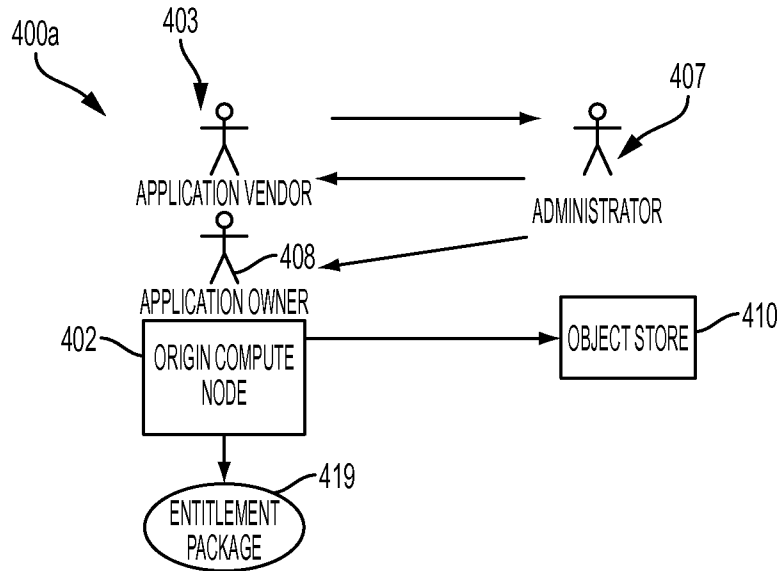 400a
403
407
APPLICATION VENDOR
ADMINISTRATOR
408
APPLICATION OWNER
402
ORIGIN COMPUTE
NODE
OBJECT STORE
410
419
ENTITLEMENT
PACKAGE